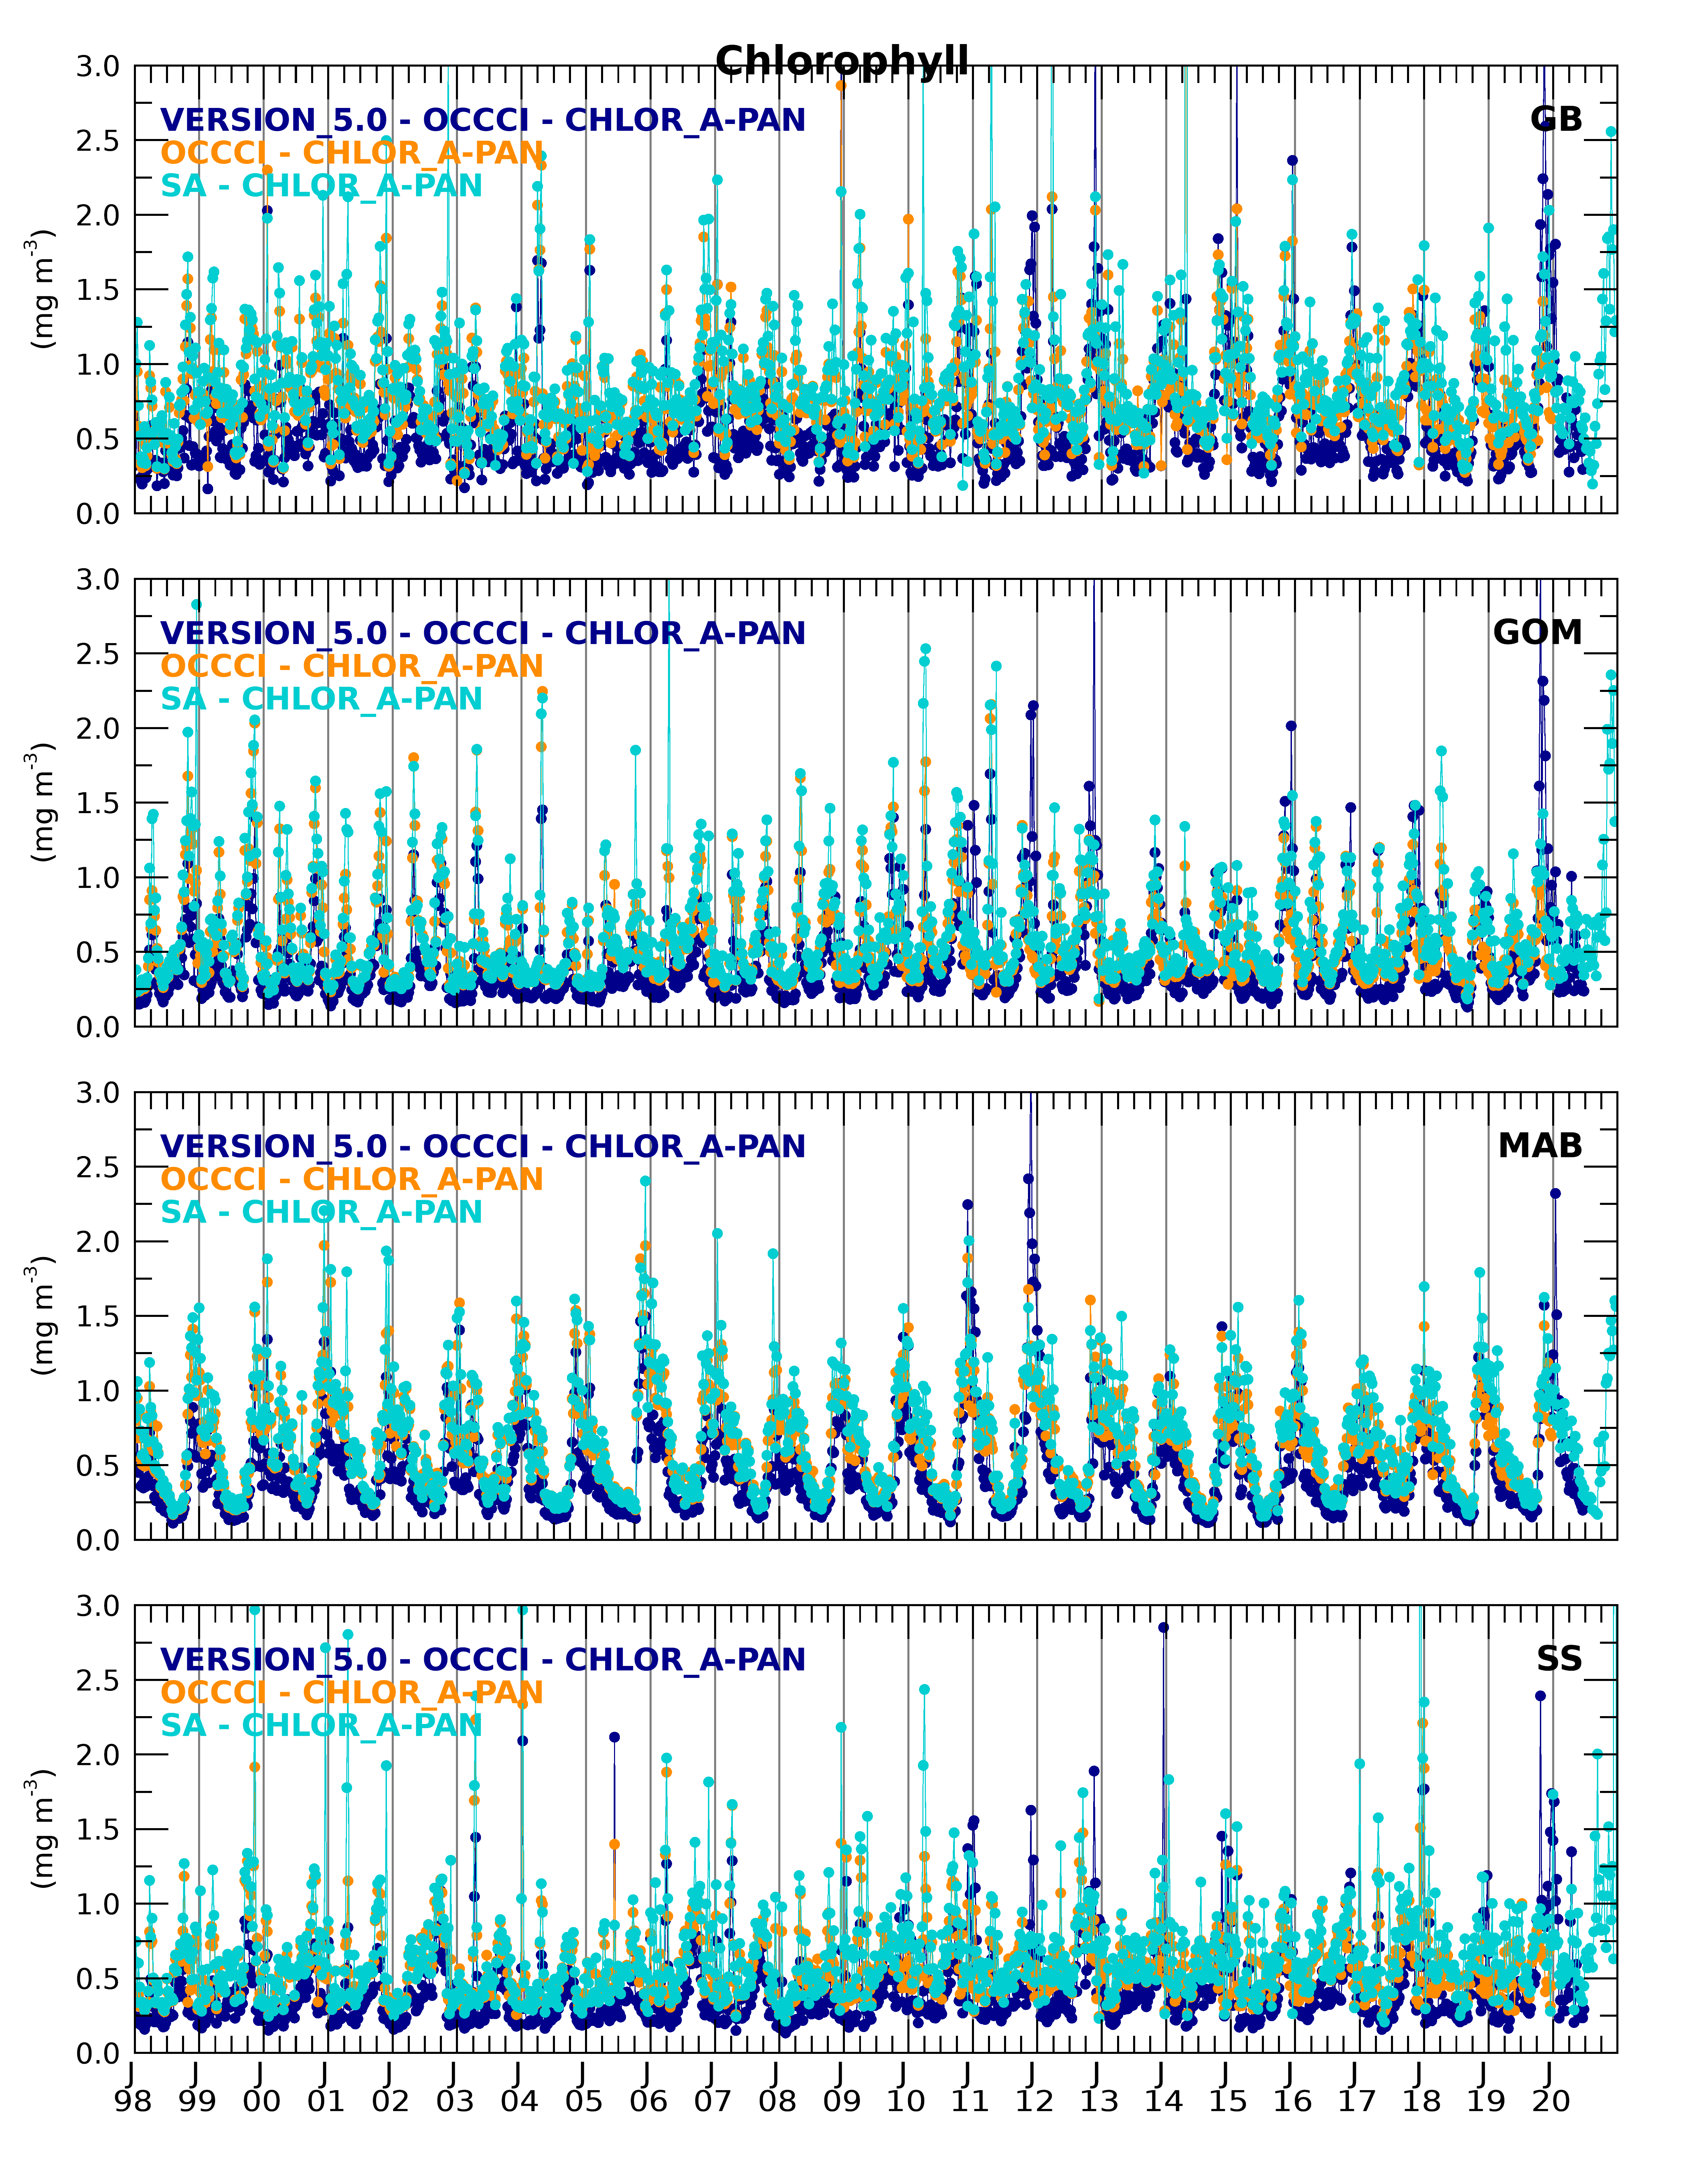 Chlorophyll
3.0
2.5
2.0
1.5
1.0
0.5
0.0
(mg m-3)
VERSION_5.0 - OCCCI - CHLOR_A-PAN
OCCCI - CHLOR_A-PAN
SA - CHLOR_A-PAN
GB
3.0
2.5
2.0
1.5
1.0
0.5
0.0
(mg m-3)
VERSION_5.0 - OCCCI - CHLOR_A-PAN
OCCCI - CHLOR_A-PAN
SA - CHLOR_A-PAN
GOM
3.0
2.5
2.0
1.5
1.0
0.5
0.0
(mg m-3)
VERSION_5.0 - OCCCI - CHLOR_A-PAN
OCCCI - CHLOR_A-PAN
SA - CHLOR_A-PAN
MAB
3.0
2.5
2.0
1.5
1.0
0.5
0.0
(mg m-3)
VERSION_5.0 - OCCCI - CHLOR_A-PAN
OCCCI - CHLOR_A-PAN
SA - CHLOR_A-PAN
SS
J J J J J J J J J J J J J J J J J J J J J J J
98 99 00 01 02 03 04 05 06 07 08 09 10 11 12 13 14 15 16 17 18 19 20